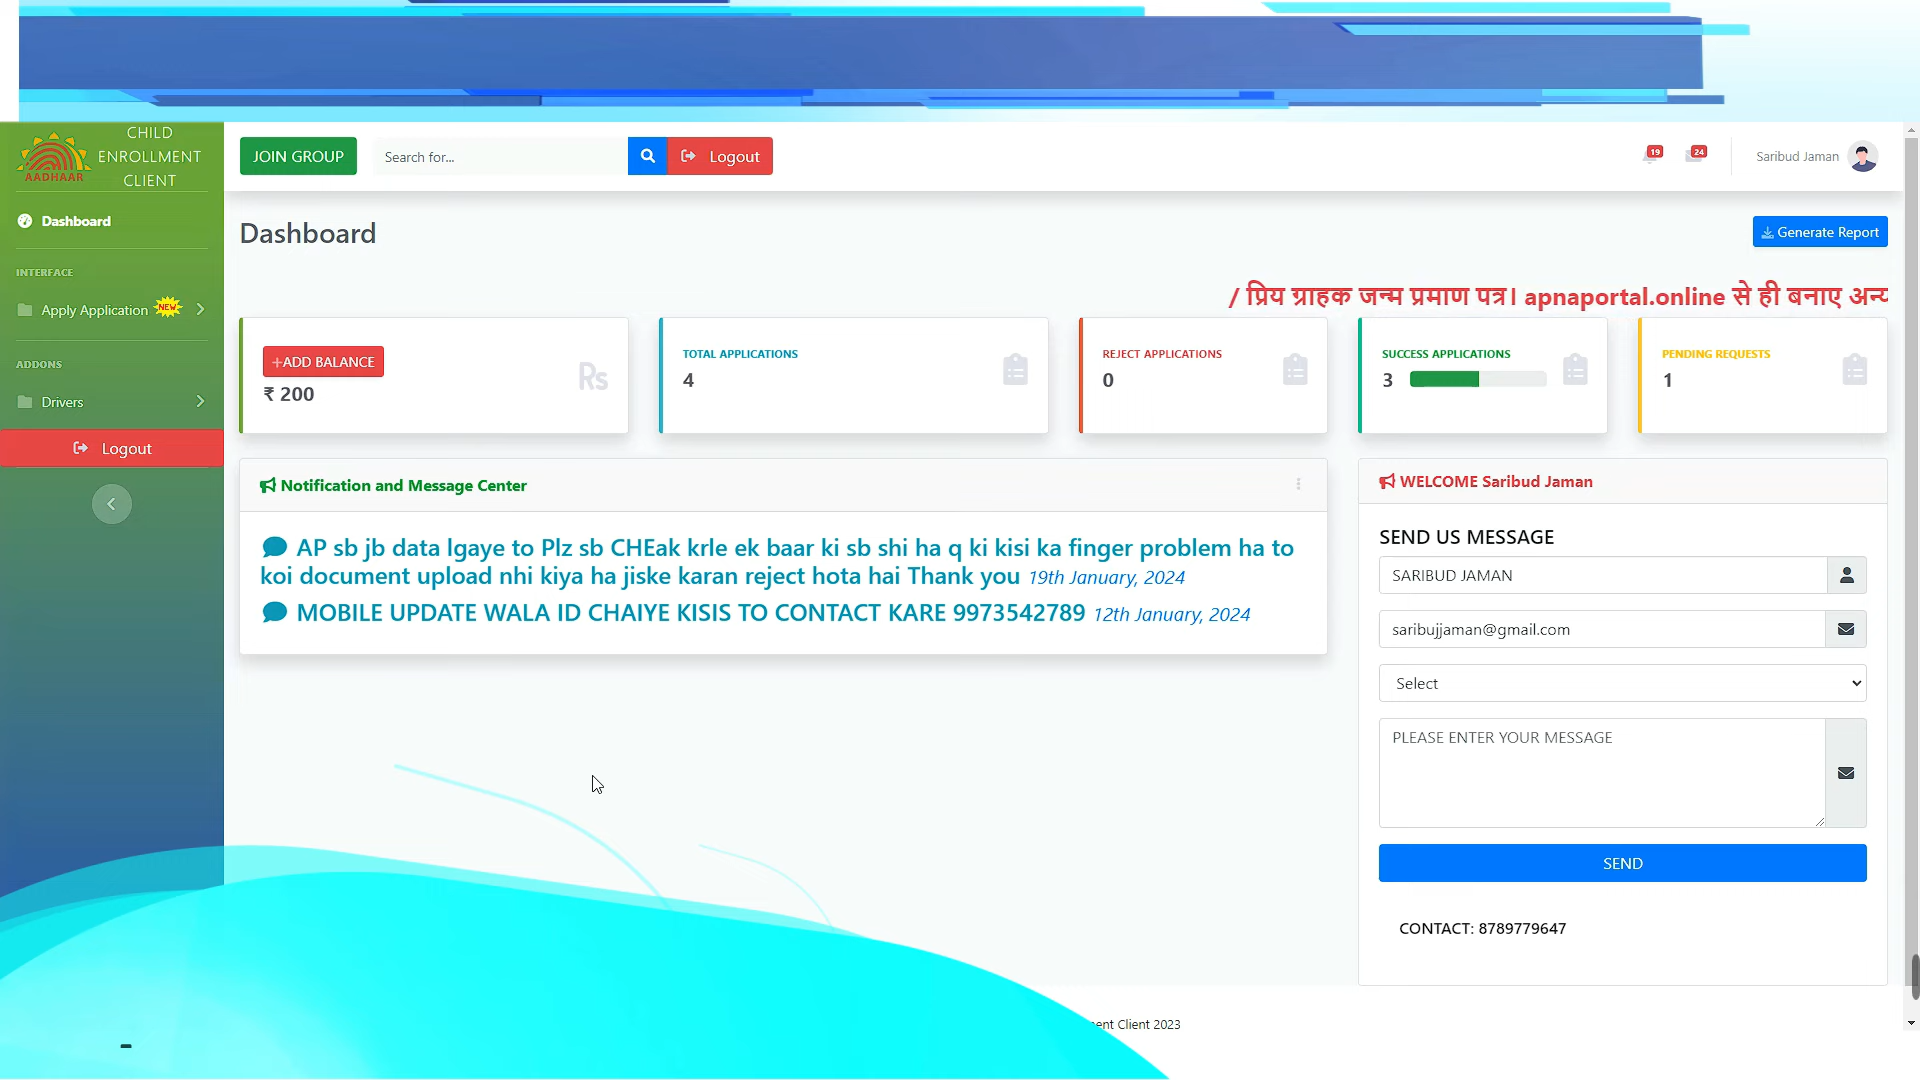 CHILD
ENROLLMENT
CLIENT
AADHAAR
JOIN GROUP
Search for...
Logout
19
24
Saribud Jaman
Dashboard
INTERFACE
Apply Application NEW
ADDONS
Drivers
Logout
Dashboard
Generate Report
/ प्रिय ग्राहक जन्म प्रमाण पत्र। apnaportal.online से ही बनाए अन्य
+ADD BALANCE
₹ 200
Rs
TOTAL APPLICATIONS
4
REJECT APPLICATIONS
0
SUCCESS APPLICATIONS
3
PENDING REQUESTS
1
Notification and Message Center
AP sb jb data lgaye to Plz sb CHEak krle ek baar ki sb shi ha q ki kisi ka finger problem ha to
koi document upload nhi kiya ha jiske karan reject hota hai Thank you 19th January, 2024
MOBILE UPDATE WALA ID CHAIYE KISIS TO CONTACT KARE 9973542789 12th January, 2024
WELCOME Saribud Jaman
SEND US MESSAGE
SARIBUD JAMAN
saribujjaman@gmail.com
Select
PLEASE ENTER YOUR MESSAGE
SEND
CONTACT: 8789779647
Client 2023